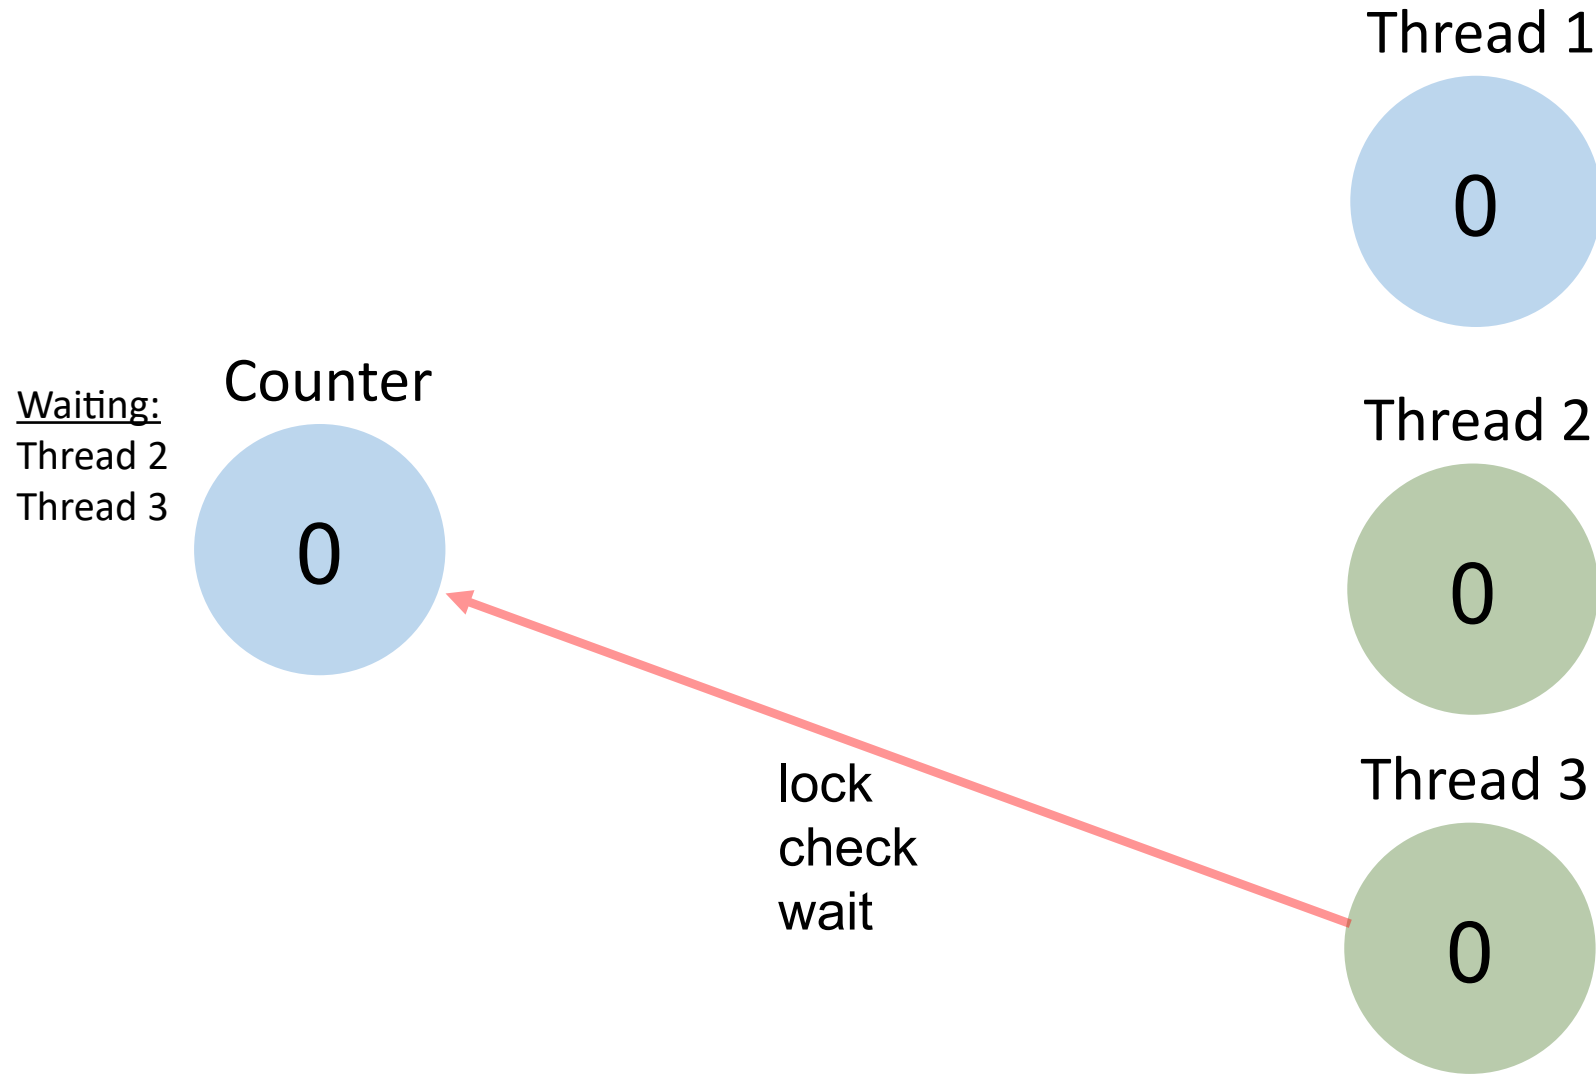 Thread 1
0
Counter
Waiting:
Thread 2
Thread 3
0
Thread 2
0
lock
check
wait
Thread 3
0